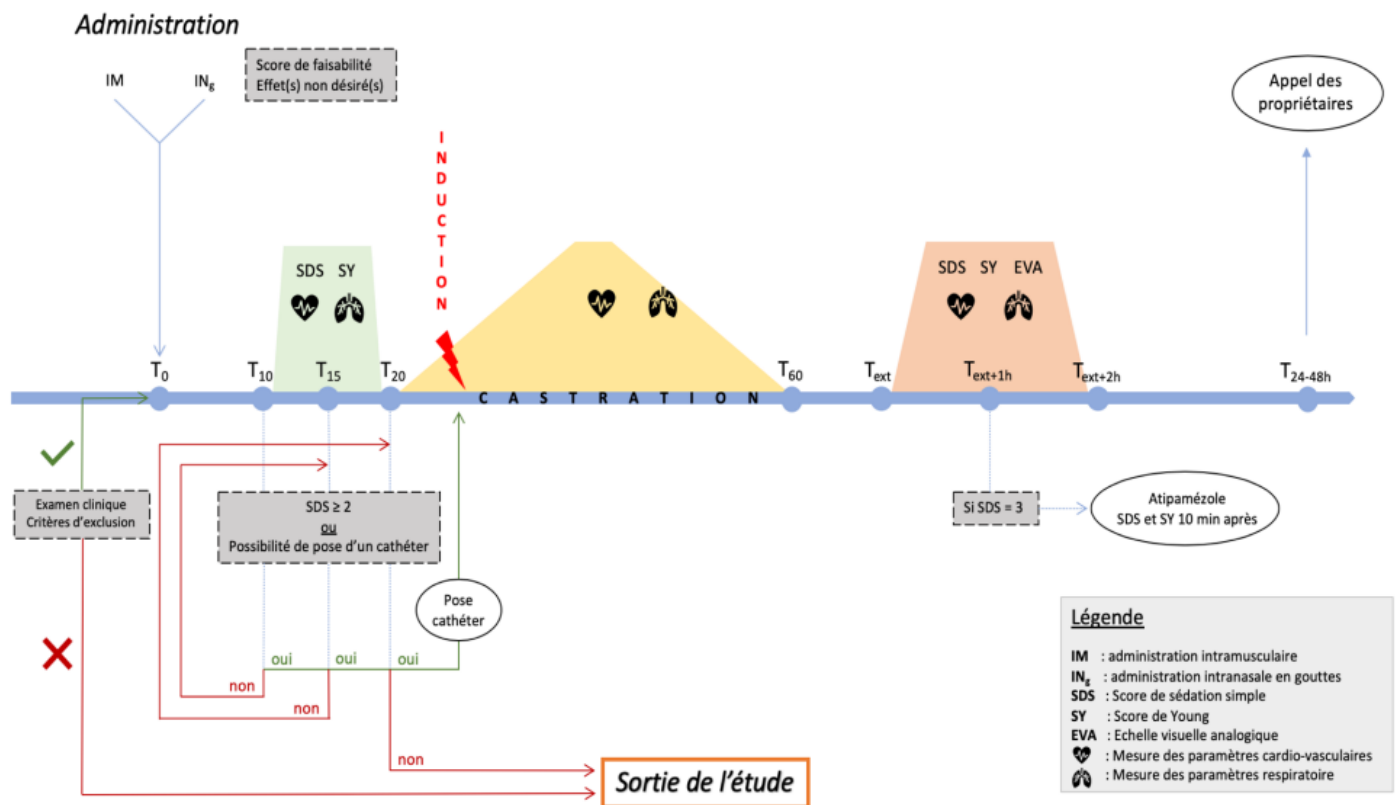 Administration
IM
INg
Score de faisabilité
Effet(s) non désiré(s)
Appel des
propriétaires
INDUCTION
SDS SY
SDS SY EVA
T0
T10
T15
T20
T60
Text
Text+1h
Text+2h
T24-48h
CASTRATION
Examen clinique
Critères d'exclusion
SDS ≥ 2
ou
Possibilité de pose d'un cathéter
Si SDS = 3
Atipamézole
SDS et SY 10 min après
Pose
cathéter
oui
oui
oui
non
non
non
Sortie de l'étude
Légende
IM : administration intramusculaire
INg : administration intranasale en gouttes
SDS : Score de sédation simple
SY : Score de Young
EVA : Echelle visuelle analogique
: Mesure des paramètres cardio-vasculaires
: Mesure des paramètres respiratoire